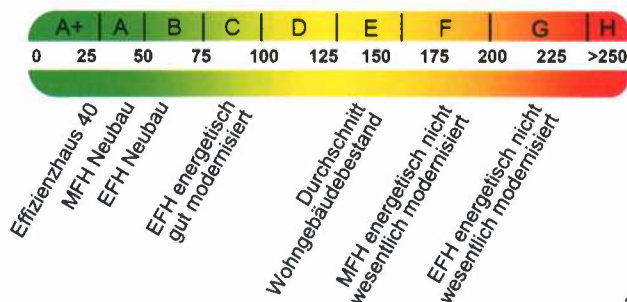 A+ A B C D E F G H
0 25 50 75 100 125 150 175 200 225 >250
Effizienzhaus 40
MFH Neubau
EFH Neubau
EFH energetisch
gut modernisiert
Durchschnitt
Wohngebäudebestand
MFH energetisch nicht
wesentlich modernisiert
EFH energetisch nicht
wesentlich modernisiert